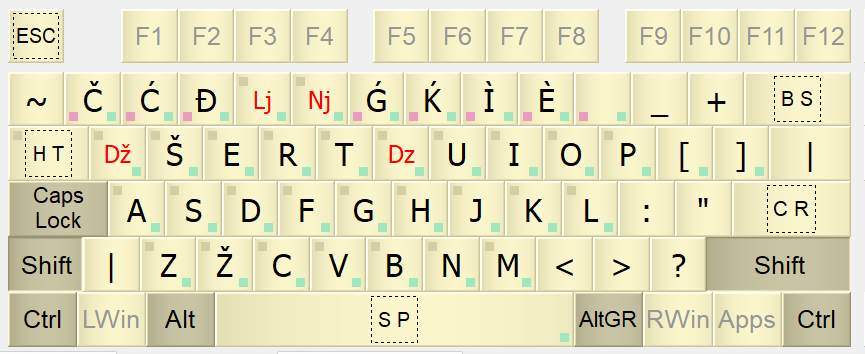 ESC F1 F2 F3 F4 F5 F6 F7 F8 F9 F10 F11 F12
~ Č Ć Đ Lj Nj Ǵ Ḱ Ì È _ + B S
H T Dž Š E R T Dz U I O P [ ] |
Caps Lock A S D F G H J K L : " C R
Shift | Z Ž C V B N M < > ? Shift
Ctrl LWin Alt S P AltGR RWin Apps Ctrl